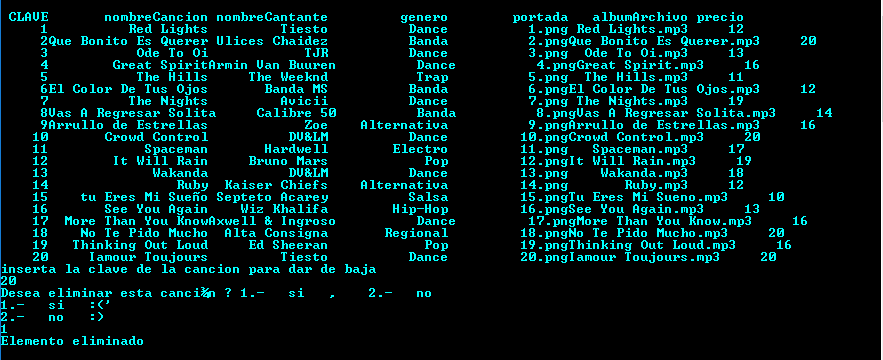 CLAVE nombreCancion nombreCantante genero portada albumArchivo precio
1 Red Lights Tiesto Dance 1.png Red Lights.mp3 12
2Que Bonito Es Querer Ulices Chaidez Banda 2.pngQue Bonito Es Querer.mp3 20
3 Ode To Oi TJR Dance 3.png Ode To Oi.mp3 13
4 Great SpiritArmin Van Buuren Dance 4.pngGreat Spirit.mp3 16
5 The Hills The Weeknd Trap 5.png The Hills.mp3 11
6El Color De Tus Ojos Banda MS Banda 6.pngEl Color De Tus Ojos.mp3 12
7 The Nights Avicii Dance 7.png The Nights.mp3 19
8Vas A Regresar Solita Calibre 50 Banda 8.pngVas A Regresar Solita.mp3 14
9Arrullo de Estrellas Zoe Alternativa 9.pngArrullo de Estrellas.mp3 16
10 Crowd Control DV&LM Dance 10.pngCrowd Control.mp3 20
11 Spaceman Hardwell Electro 11.png Spaceman.mp3 17
12 It Will Rain Bruno Mars Pop 12.pngIt Will Rain.mp3 19
13 Wakanda DV&LM Dance 13.png Wakanda.mp3 18
14 Ruby Kaiser Chiefs Alternativa 14.png Ruby.mp3 12
15 tu Eres Mi Sueño Septeto Acarey Salsa 15.pngTu Eres Mi Sueno.mp3 10
16 See You Again Wiz Khalifa Hip-Hop 16.pngSee You Again.mp3 13
17 More Than You KnowAxwell & Ingroso Dance 17.pngMore Than You Know.mp3 16
18 No Te Pido Mucho Alta Consigna Regional 18.pngNo Te Pido Mucho.mp3 20
19 Thinking Out Loud Ed Sheeran Pop 19.pngThinking Out Loud.mp3 16
20 Iamour Toujours Tiesto Dance 20.png Iamour Toujours.mp3 20
inserta la clave de la cancion para dar de baja
20
Desea eliminar esta canci¾n ? 1.- si , 2.- no
1.- si :('
2.- no :)
1
Elemento eliminado